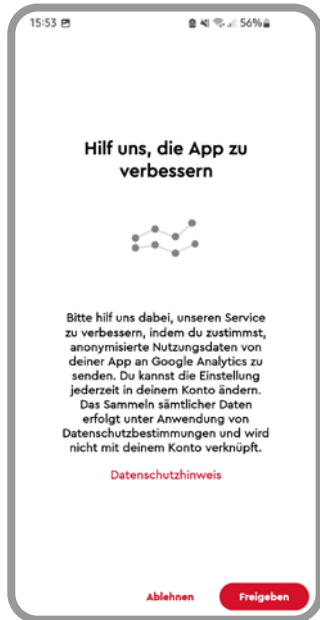 15:53
56%
Hilf uns, die App zu
verbessern
Bitte hilf uns dabei, unseren Service
zu verbessern, indem du zustimmst,
anonymisierte Nutzungsdaten von
deiner App an Google Analytics zu
senden. Du kannst die Einstellung
jederzeit in deinem Konto ändern.
Das Sammeln sämtlicher Daten
erfolgt unter Anwendung von
Datenschutzbestimmungen und wird
nicht mit deinem Konto verknüpft.
Datenschutzhinweis
Ablehnen
Freigeben